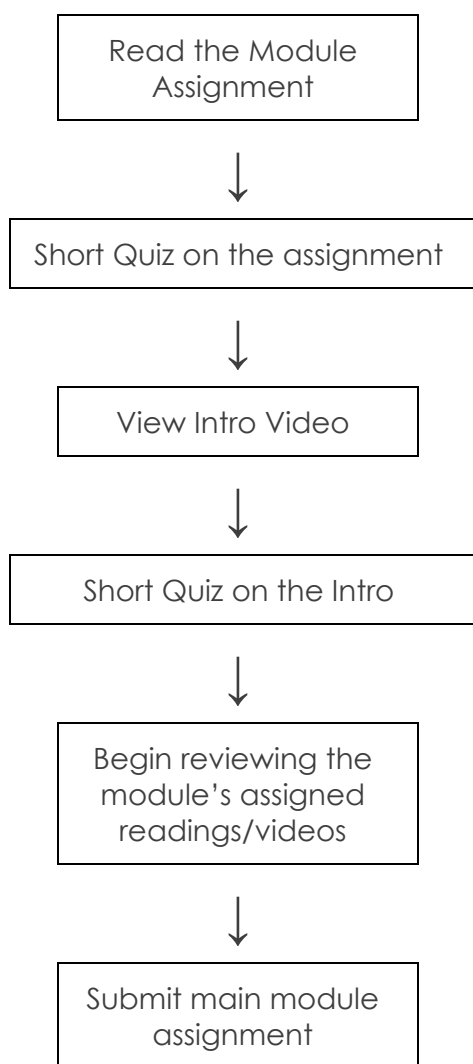 Read the Module
Assignment
Short Quiz on the assignment
View Intro Video
Short Quiz on the Intro
Begin reviewing the
module’s assigned
readings/videos
Submit main module
assignment